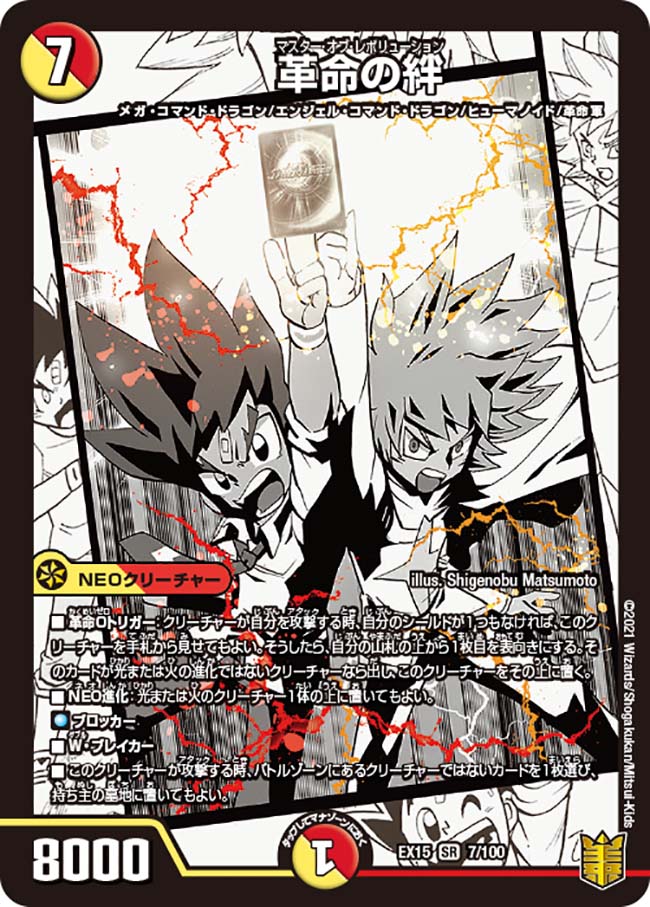 7
マスター・オブ・レボリューション
革命の絆
メガ・コマンド・ドラゴン/エンジェル・コマンド・ドラゴン/ヒューマノイド/革命軍
NEOクリーチャー
illus. Shigenobu Matsumoto
■革命0トリガー:クリーチャーが自分を攻撃する時、自分のシールドが1つもなければ、このク
リーチャーを手札から見せてもよい。そうしたら、自分の山札の上から1枚目を表向きにする。そ
のカードが光または火の進化ではないクリーチャーなら出し、このクリーチャーをその上に置く。
■NEO進化:光または火のクリーチャー1体の上に置いてもよい。
ブロッカー
■W・ブレイカー
■このクリーチャーが攻撃する時、バトルゾーンにあるクリーチャーではないカードを1枚選び、
持ち主の墓地に置いてもよい。
©2021 Wizards/Shogakukan/Mitsui-Kids
8000
タップしてマナゾーンにおく
1
EX15 SR 7/100